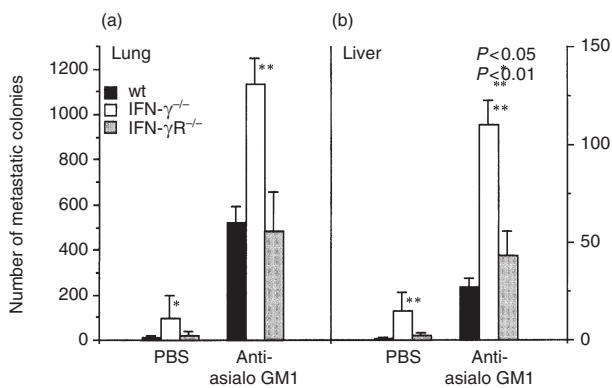 (a)
(b)
Number of metastatic colonies
Lung
wt
IFN-γ−/−
IFN-γR−/−
1200
1000
800
600
400
200
0
*
**
PBS
Anti-
asialo GM1
Liver
P<0.05
*
P<0.01
**
**
**
150
100
50
0
PBS
Anti-
asialo GM1